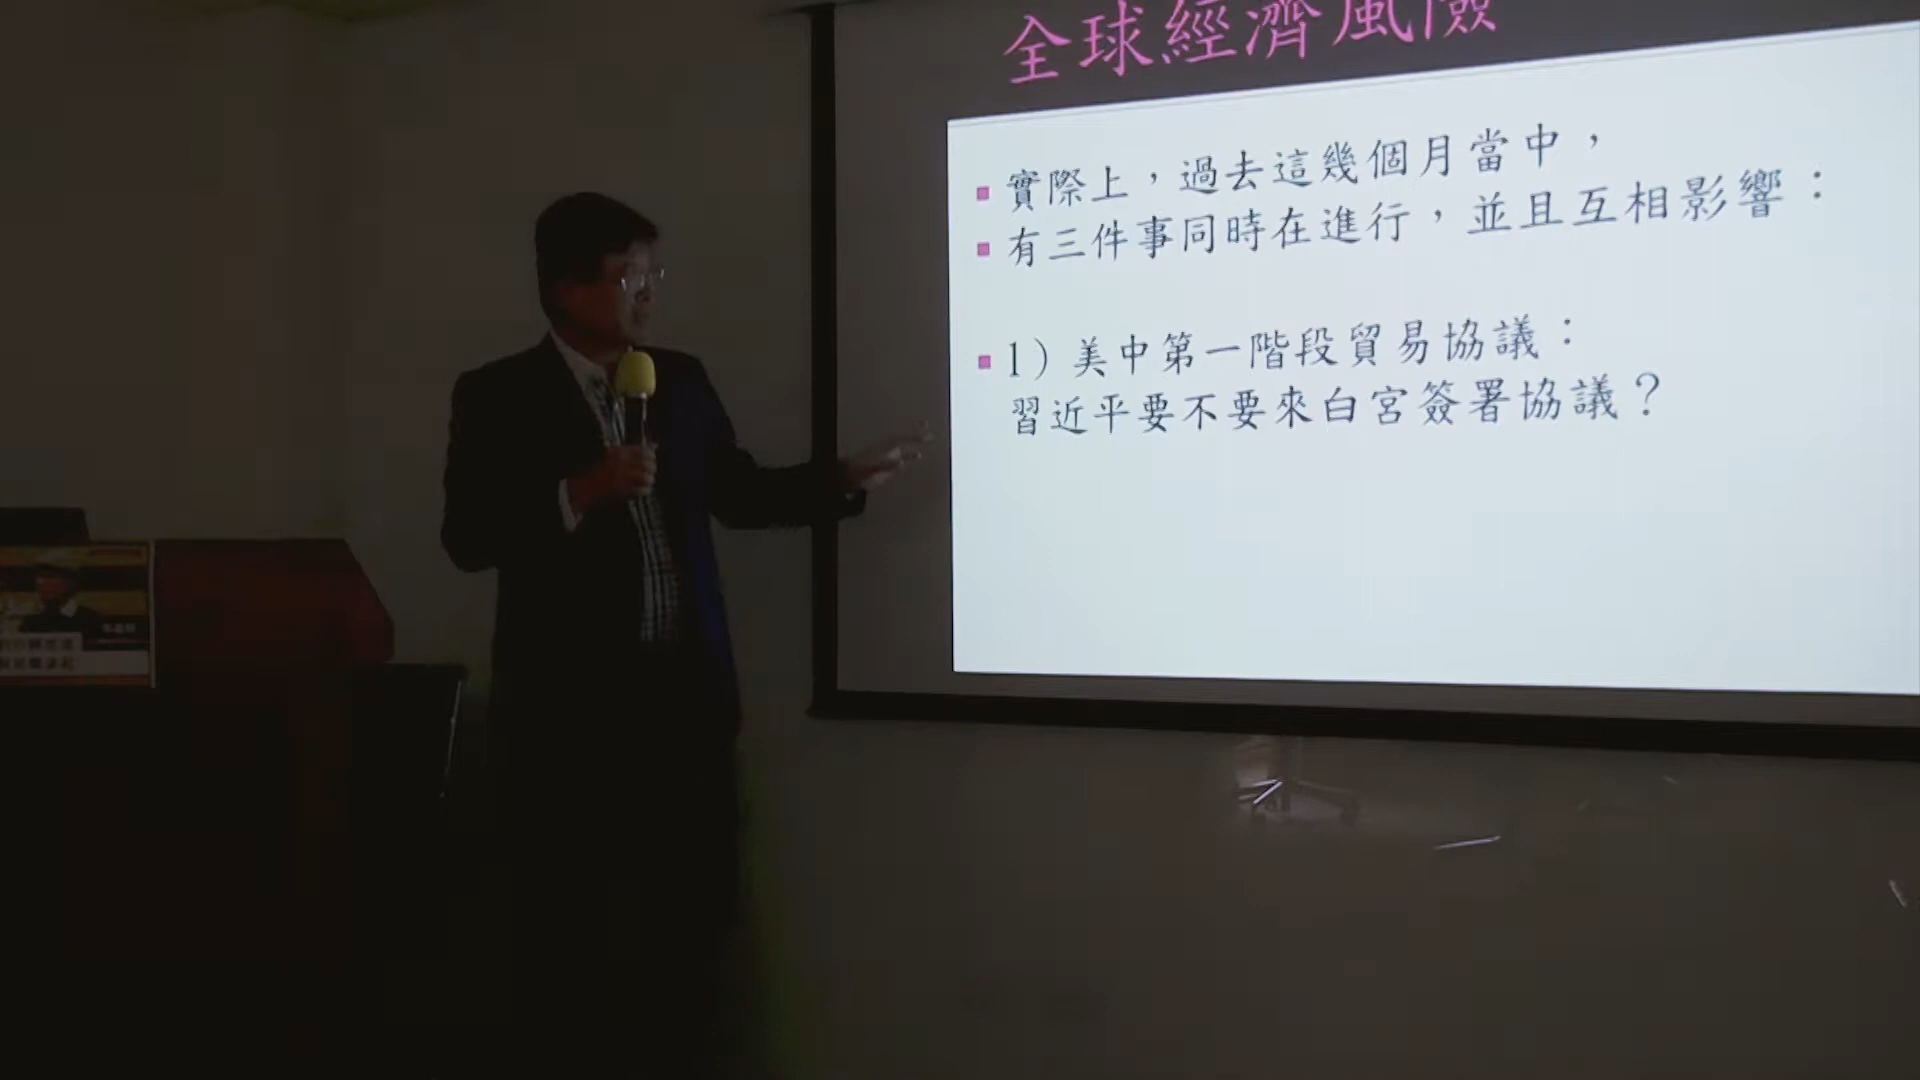 全球經濟風險
▪ 實際上，過去這幾個月當中，
▪ 有三件事同時在進行，並且互相影響：
▪ 1）美中第一階段貿易協議：
習近平要不要來白宮簽署協議？